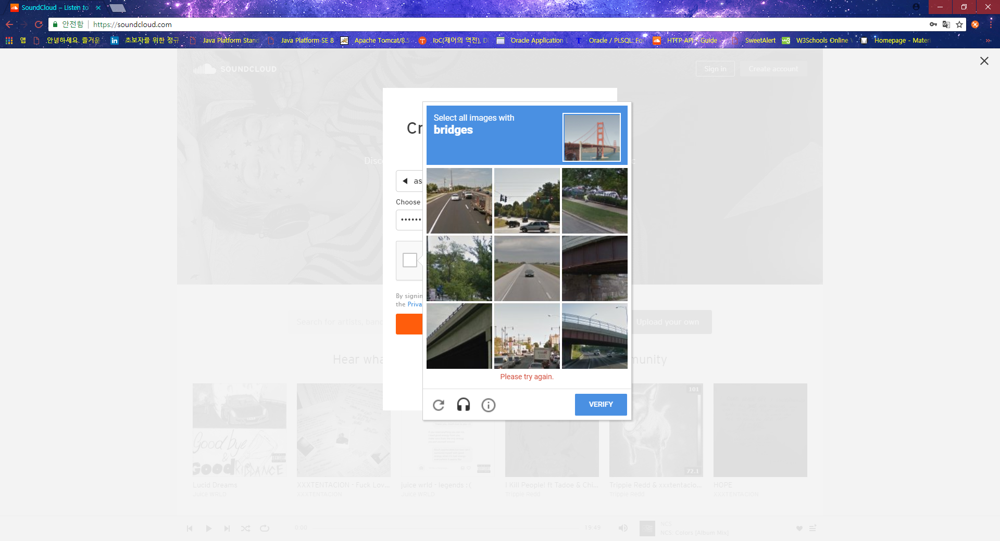 SoundCloud – Listen to
안전함 https://soundcloud.com
앱 안녕하세요. 즐거운 초보자를 위한 정규 Java Platform Stand Java Platform SE 8 Apache Tomcat/8.5 IoC(제어의 역전), D Oracle Application Oracle / PLSQL: Fo HTTP API - Guide SweetAlert W3Schools Online Homepage - Materi
SOUNDCLOUD
Sign in
Create account
Select all images with
bridges
Cr
Disc
as
Choose
••••••
By signin
the Priva
Search for artists, banc
Upload your own
Please try again.
Hear wha
munity
VERIFY
101
72.1
Good bye
&
Good RIDDANCE
Lucid Dreams
Juice WRLD
XXXTENTACION - Fuck Lov...
XXXTENTACION
juice wrld - legends :(
Juice WRLD
I Kill People! ft Tadoe & Chi...
Trippie Redd
Trippie Redd & xxxtentacio...
Trippie Redd
HOPE
XXXTENTACION
0:00
19:49
NCS
NCS: Colors [Album Mix]